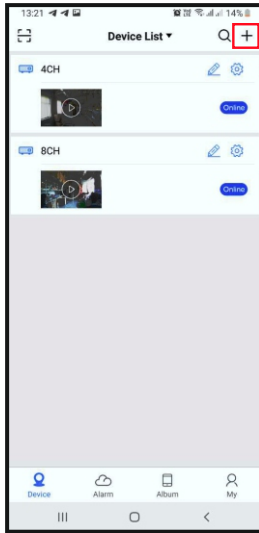 13:21 14%
Device List ▾
4CH
Online
8CH
Online
Device Alarm Album My